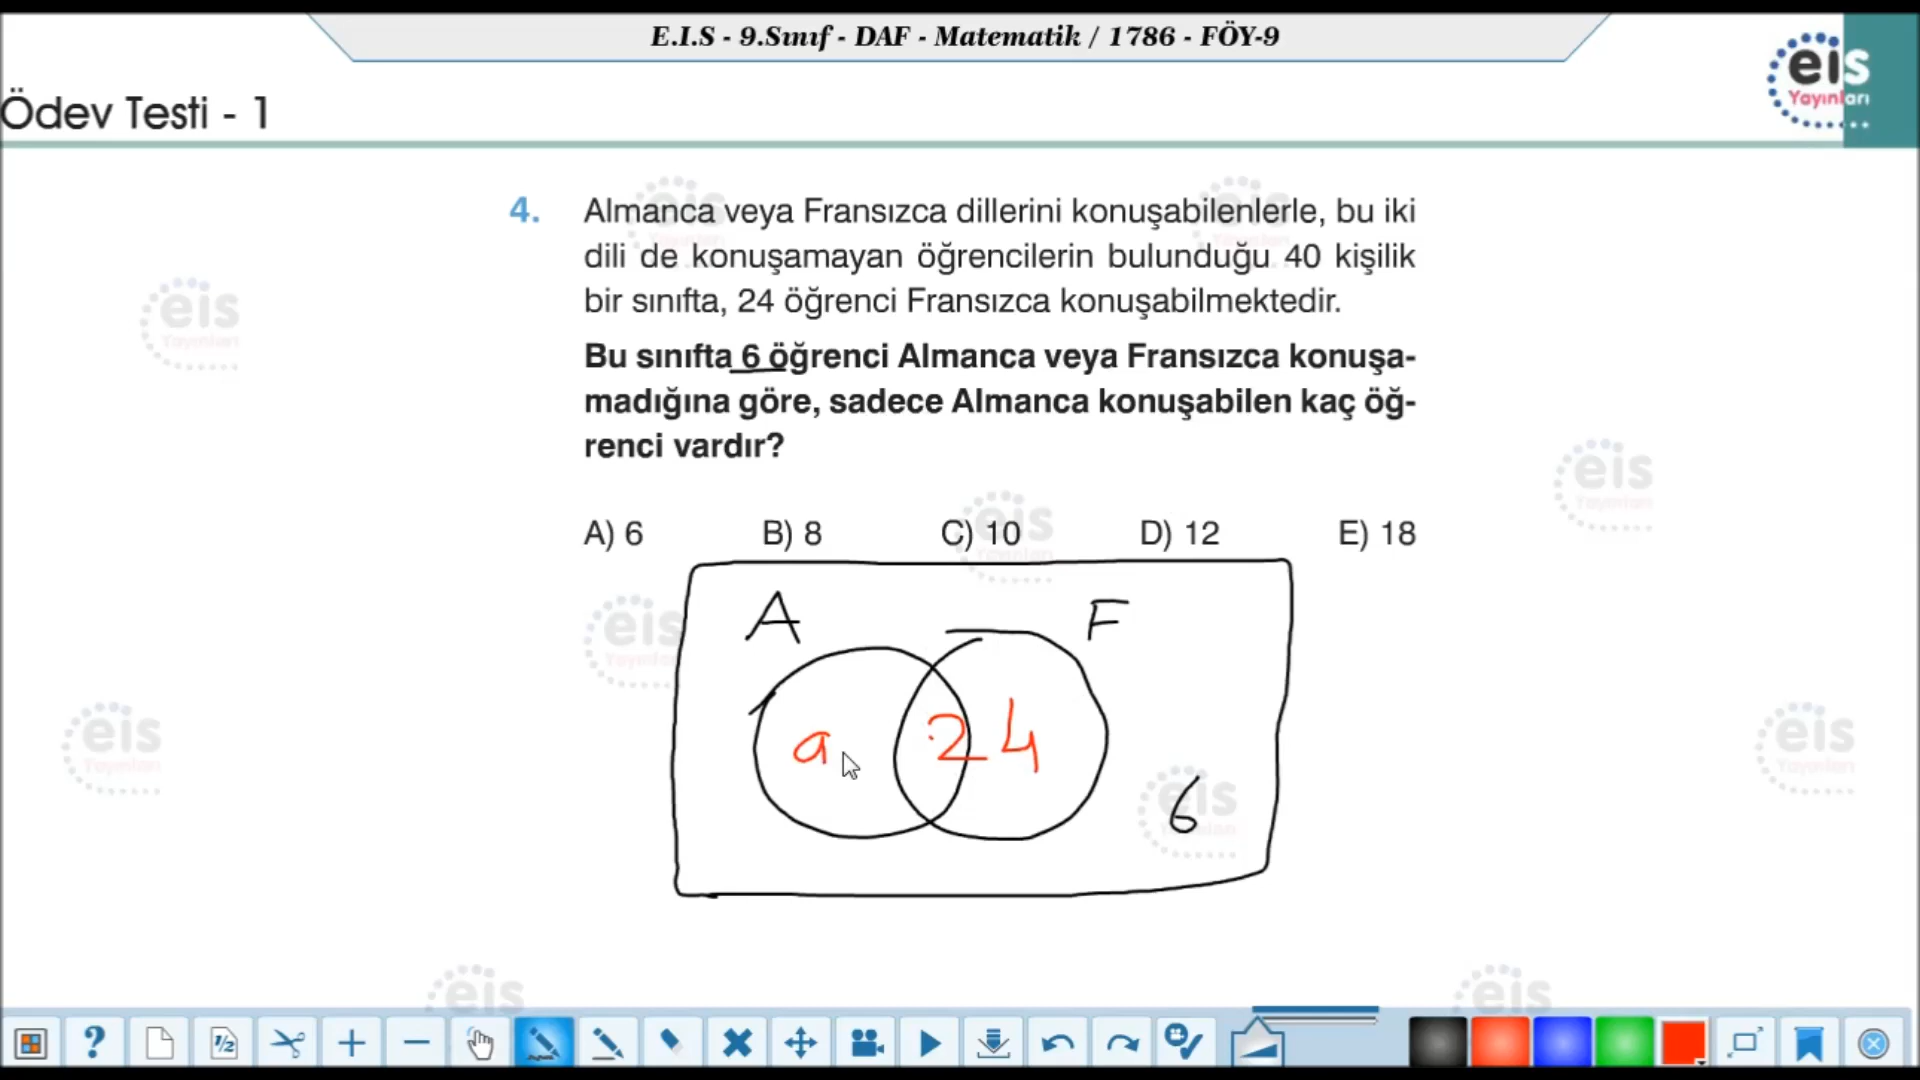 E.I.S - 9.Sınıf - DAF - Matematik / 1786 - FÖY-9
eis
Yayınları
Ödev Testi - 1
4. Almanca veya Fransızca dillerini konuşabilenlerle, bu iki
dili de konuşamayan öğrencilerin bulunduğu 40 kişilik
bir sınıfta, 24 öğrenci Fransızca konuşabilmektedir.
Bu sınıfta 6 öğrenci Almanca veya Fransızca konuşa-
madığına göre, sadece Almanca konuşabilen kaç öğ-
renci vardır?
A) 6 B) 8 C) 10 D) 12 E) 18
A F
a 24
6